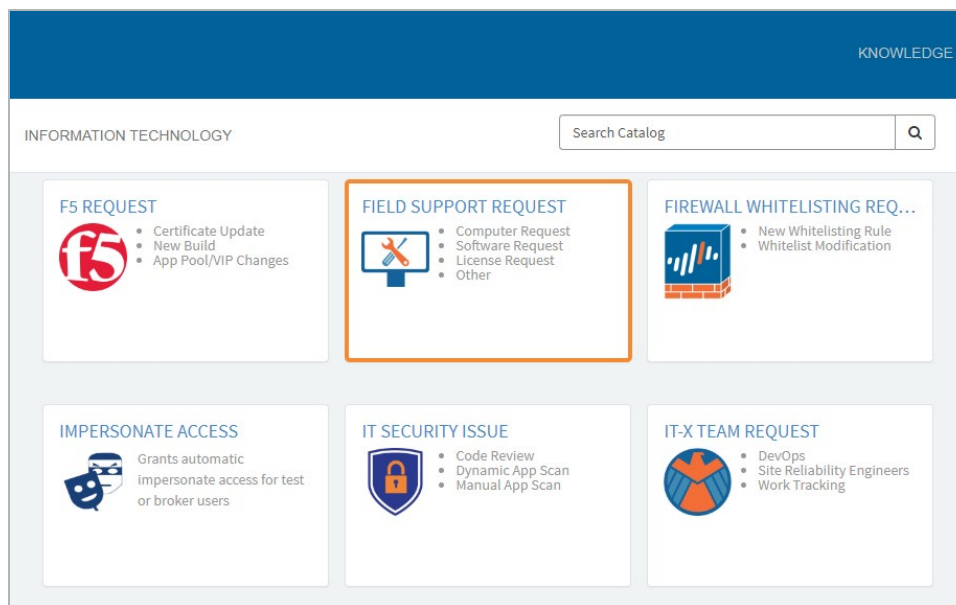 KNOWLEDGE
INFORMATION TECHNOLOGY
Search Catalog
F5 REQUEST
f5
Certificate Update
New Build
App Pool/VIP Changes
FIELD SUPPORT REQUEST
Computer Request
Software Request
License Request
Other
FIREWALL WHITELISTING REQ...
New Whitelisting Rule
Whitelist Modification
IMPERSONATE ACCESS
Grants automatic
impersonate access for test
or broker users
IT SECURITY ISSUE
Code Review
Dynamic App Scan
Manual App Scan
IT-X TEAM REQUEST
DevOps
Site Reliability Engineers
Work Tracking